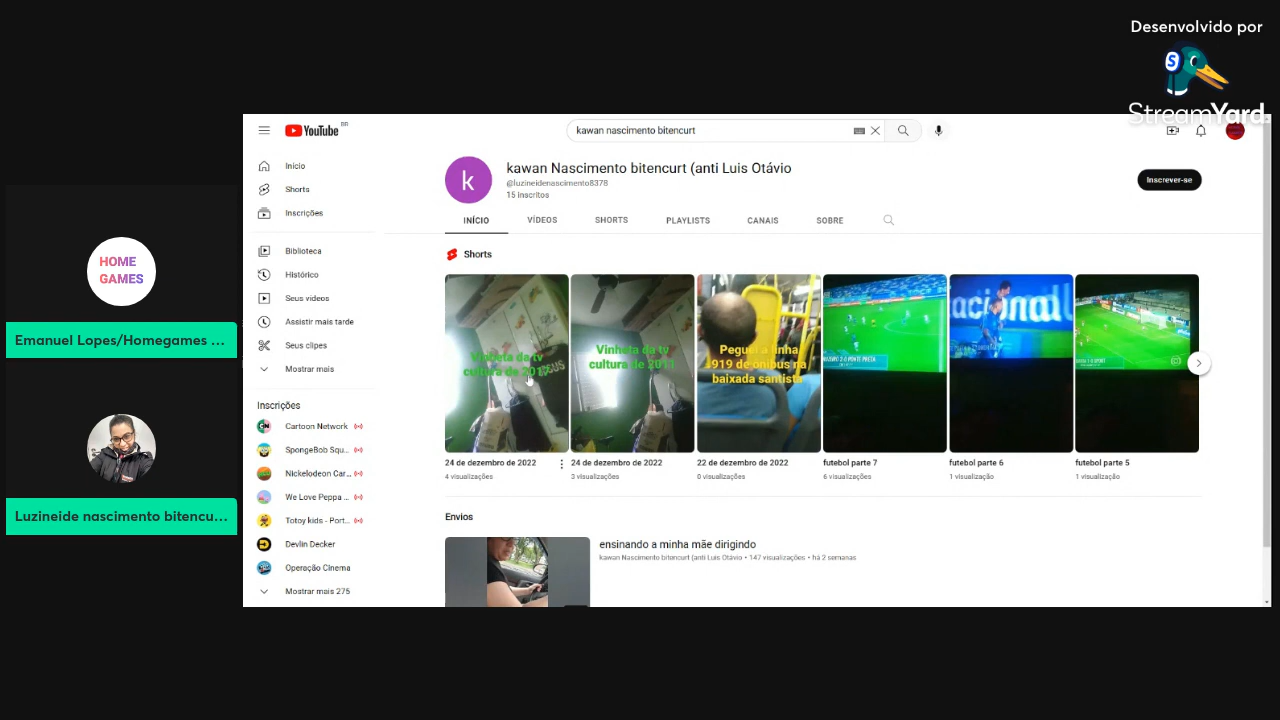 Desenvolvido por
StreamYard
YouTube BR
kawan nascimento bitencurt
Início
Shorts
Inscrições
Biblioteca
Histórico
Seus vídeos
Assistir mais tarde
Seus clipes
Mostrar mais
Inscrições
Cartoon Network
SpongeBob Squ...
Nickelodeon Car...
We Love Peppa ...
Totoy kids - Port...
Devlin Decker
Operação Cinema
Mostrar mais 275
k
kawan Nascimento bitencurt (anti Luis Otávio
@luzineidenascimento8378
15 inscritos
Inscrever-se
INÍCIO
VÍDEOS
SHORTS
PLAYLISTS
CANAIS
SOBRE
Shorts
Vinheta da tv
cultura de 2017
24 de dezembro de 2022
4 visualizações
Vinheta da tv
cultura de 2011
24 de dezembro de 2022
3 visualizações
Peguei a linha
919 de ônibus na
baixada santista
22 de dezembro de 2022
0 visualizações
futebol parte 7
6 visualizações
futebol parte 6
1 visualização
futebol parte 5
1 visualização
Envios
ensinando a minha mãe dirigindo
kawan Nascimento bitencurt (anti Luis Otávio • 147 visualizações • há 2 semanas
HOME
GAMES
Emanuel Lopes/Homegames ...
Luzineide nascimento bitencu...